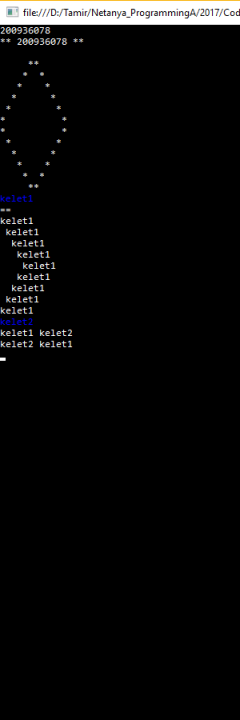 file:///D:/Tamir/Netanya_ProgrammingA/2017/Cod
200936078
** 200936078 **
**
*  *
*    *
*      *
*        *
*          *
*          *
*        *
*      *
*    *
*  *
**
kelet1
==
kelet1
kelet1
kelet1
kelet1
kelet1
kelet1
kelet1
kelet1
kelet1
kelet2
kelet1 kelet2
kelet2 kelet1